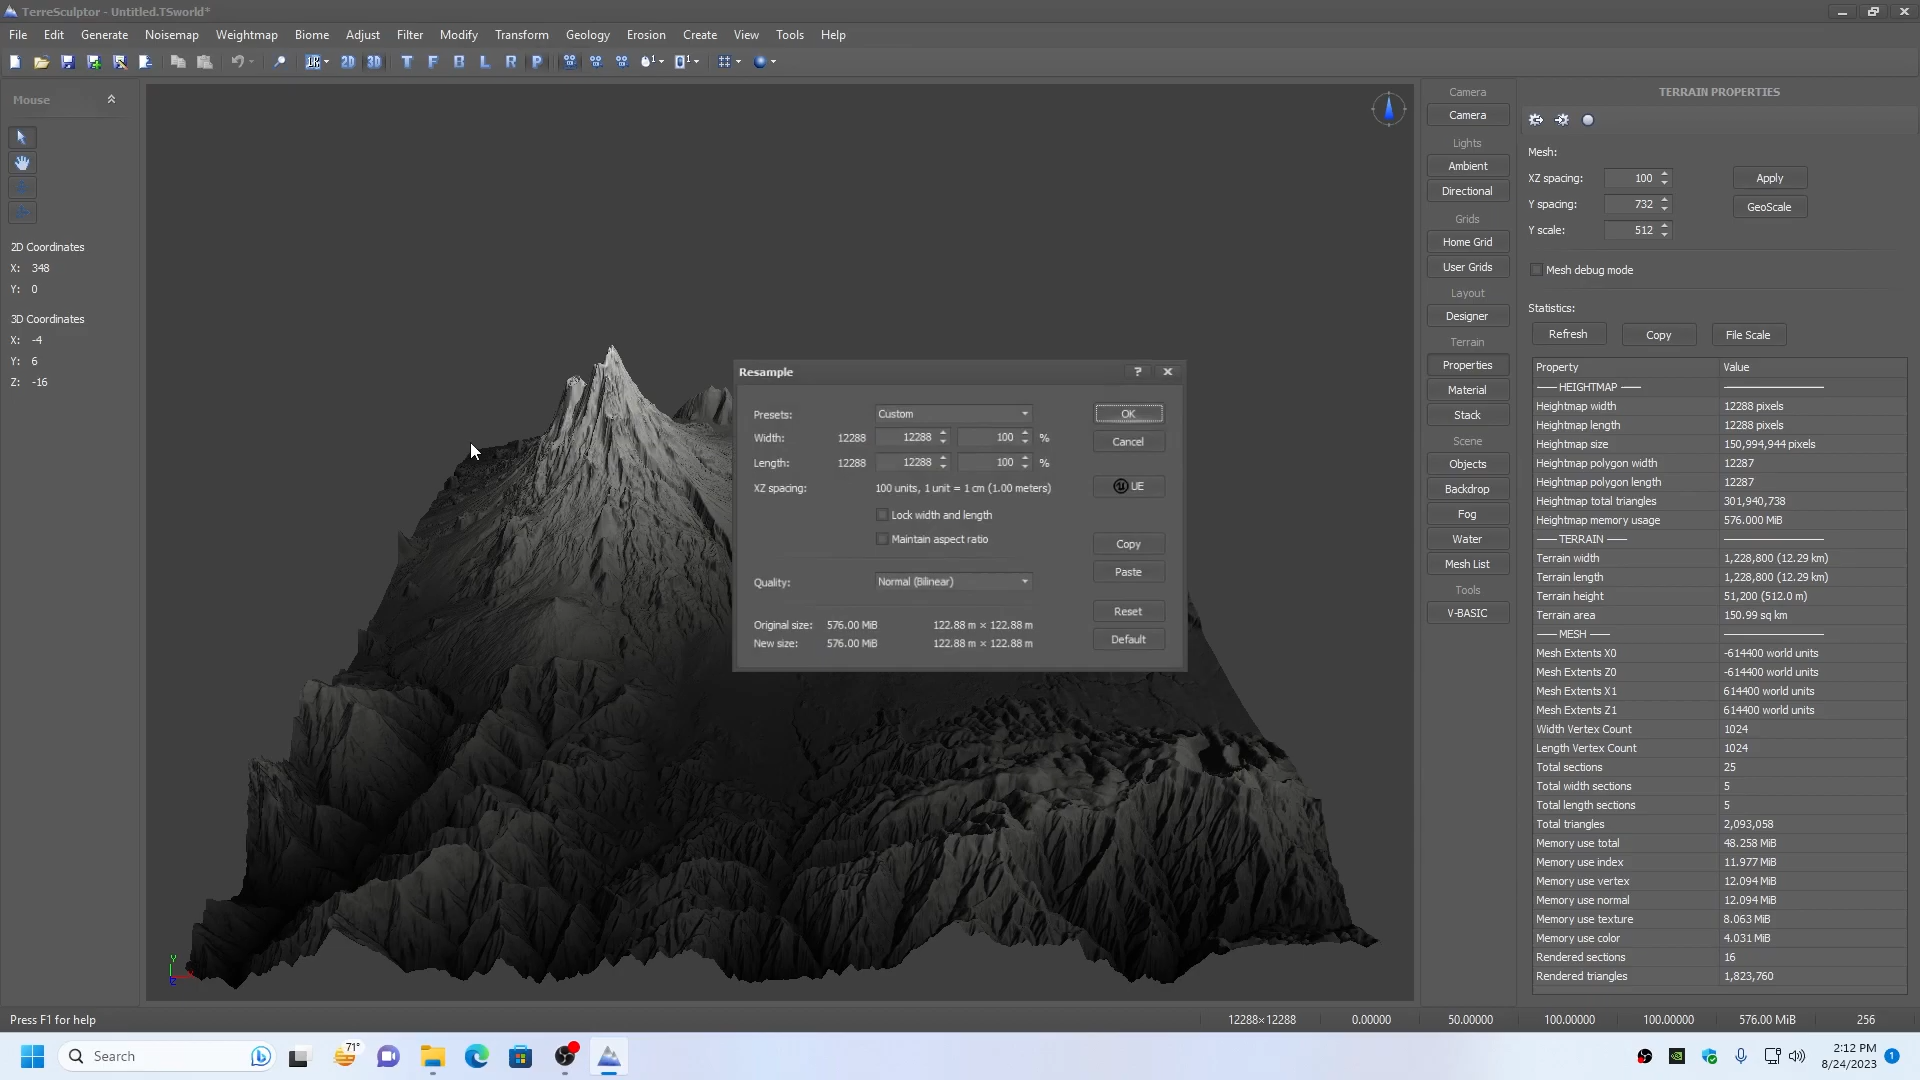 TerreSculptor - Untitled.TSworld*
File Edit Generate Noisemap Weightmap Biome Adjust Filter Modify Transform Geology Erosion Create View Tools Help
1K 2D 3D T F B L R P
Mouse
2D Coordinates
X: 348
Y: 0
3D Coordinates
X: -4
Y: 6
Z: -16
Y
Resample
?
Presets: Custom
OK
Width: 12288 12288 100 %
Cancel
Length: 12288 12288 100 %
XZ spacing: 100 units, 1 unit = 1 cm (1.00 meters)
UE
Lock width and length
Maintain aspect ratio
Copy
Paste
Quality: Normal (Bilinear)
Reset
Original size: 576.00 MiB 122.88 m × 122.88 m
New size: 576.00 MiB 122.88 m × 122.88 m
Default
Camera
Camera
Lights
Ambient
Directional
Grids
Home Grid
User Grids
Layout
Designer
Terrain
Properties
Material
Stack
Scene
Objects
Backdrop
Fog
Water
Mesh List
Tools
V-BASIC
TERRAIN PROPERTIES
Mesh:
XZ spacing: 100 Apply
Y spacing: 732 GeoScale
Y scale: 512
Mesh debug mode
Statistics:
Refresh Copy File Scale
Property Value
—— HEIGHTMAP ——
Heightmap width 12288 pixels
Heightmap length 12288 pixels
Heightmap size 150,994,944 pixels
Heightmap polygon width 12287
Heightmap polygon length 12287
Heightmap total triangles 301,940,738
Heightmap memory usage 576.000 MiB
—— TERRAIN ——
Terrain width 1,228,800 (12.29 km)
Terrain length 1,228,800 (12.29 km)
Terrain height 51,200 (512.0 m)
Terrain area 150.99 sq km
—— MESH ——
Mesh Extents X0 -614400 world units
Mesh Extents Z0 -614400 world units
Mesh Extents X1 614400 world units
Mesh Extents Z1 614400 world units
Width Vertex Count 1024
Length Vertex Count 1024
Total sections 25
Total width sections 5
Total length sections 5
Total triangles 2,093,058
Memory use total 48.258 MiB
Memory use index 11.977 MiB
Memory use vertex 12.094 MiB
Memory use normal 12.094 MiB
Memory use texture 8.063 MiB
Memory use color 4.031 MiB
Rendered sections 16
Rendered triangles 1,823,760
Press F1 for help
12288×12288 0.00000 50.00000 100.00000 100.00000 576.00 MiB 256
Search
71°
2:12 PM
8/24/2023
1